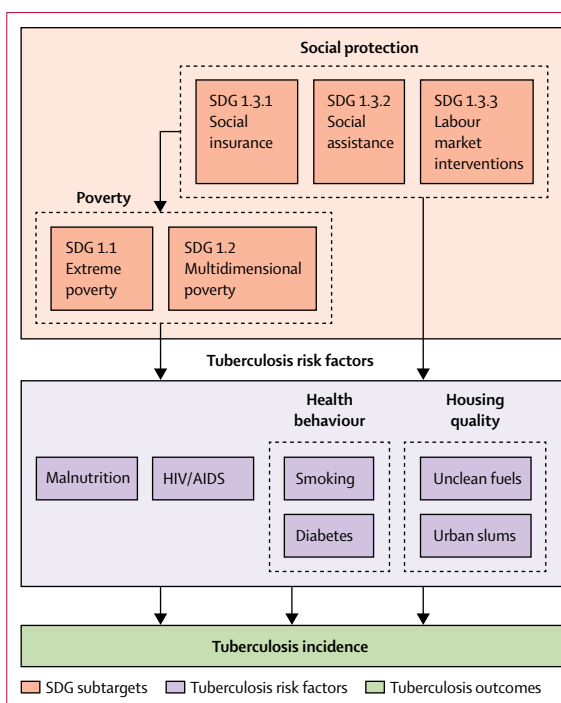 Social protection
SDG 1.3.1
Social
insurance
SDG 1.3.2
Social
assistance
SDG 1.3.3
Labour
market
interventions
Poverty
SDG 1.1
Extreme
poverty
SDG 1.2
Multidimensional
poverty
Tuberculosis risk factors
Malnutrition
HIV/AIDS
Health
behaviour
Smoking
Diabetes
Housing
quality
Unclean fuels
Urban slums
Tuberculosis incidence
SDG subtargets
Tuberculosis risk factors
Tuberculosis outcomes